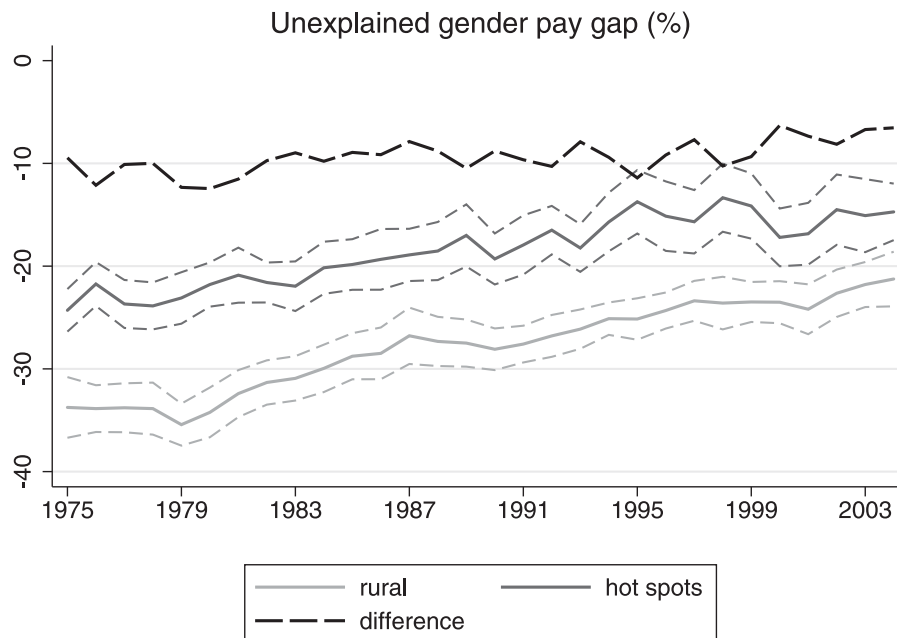 Unexplained gender pay gap (%)
0
-10
-20
-30
-40
1975 1979 1983 1987 1991 1995 1999 2003
rural hot spots
difference